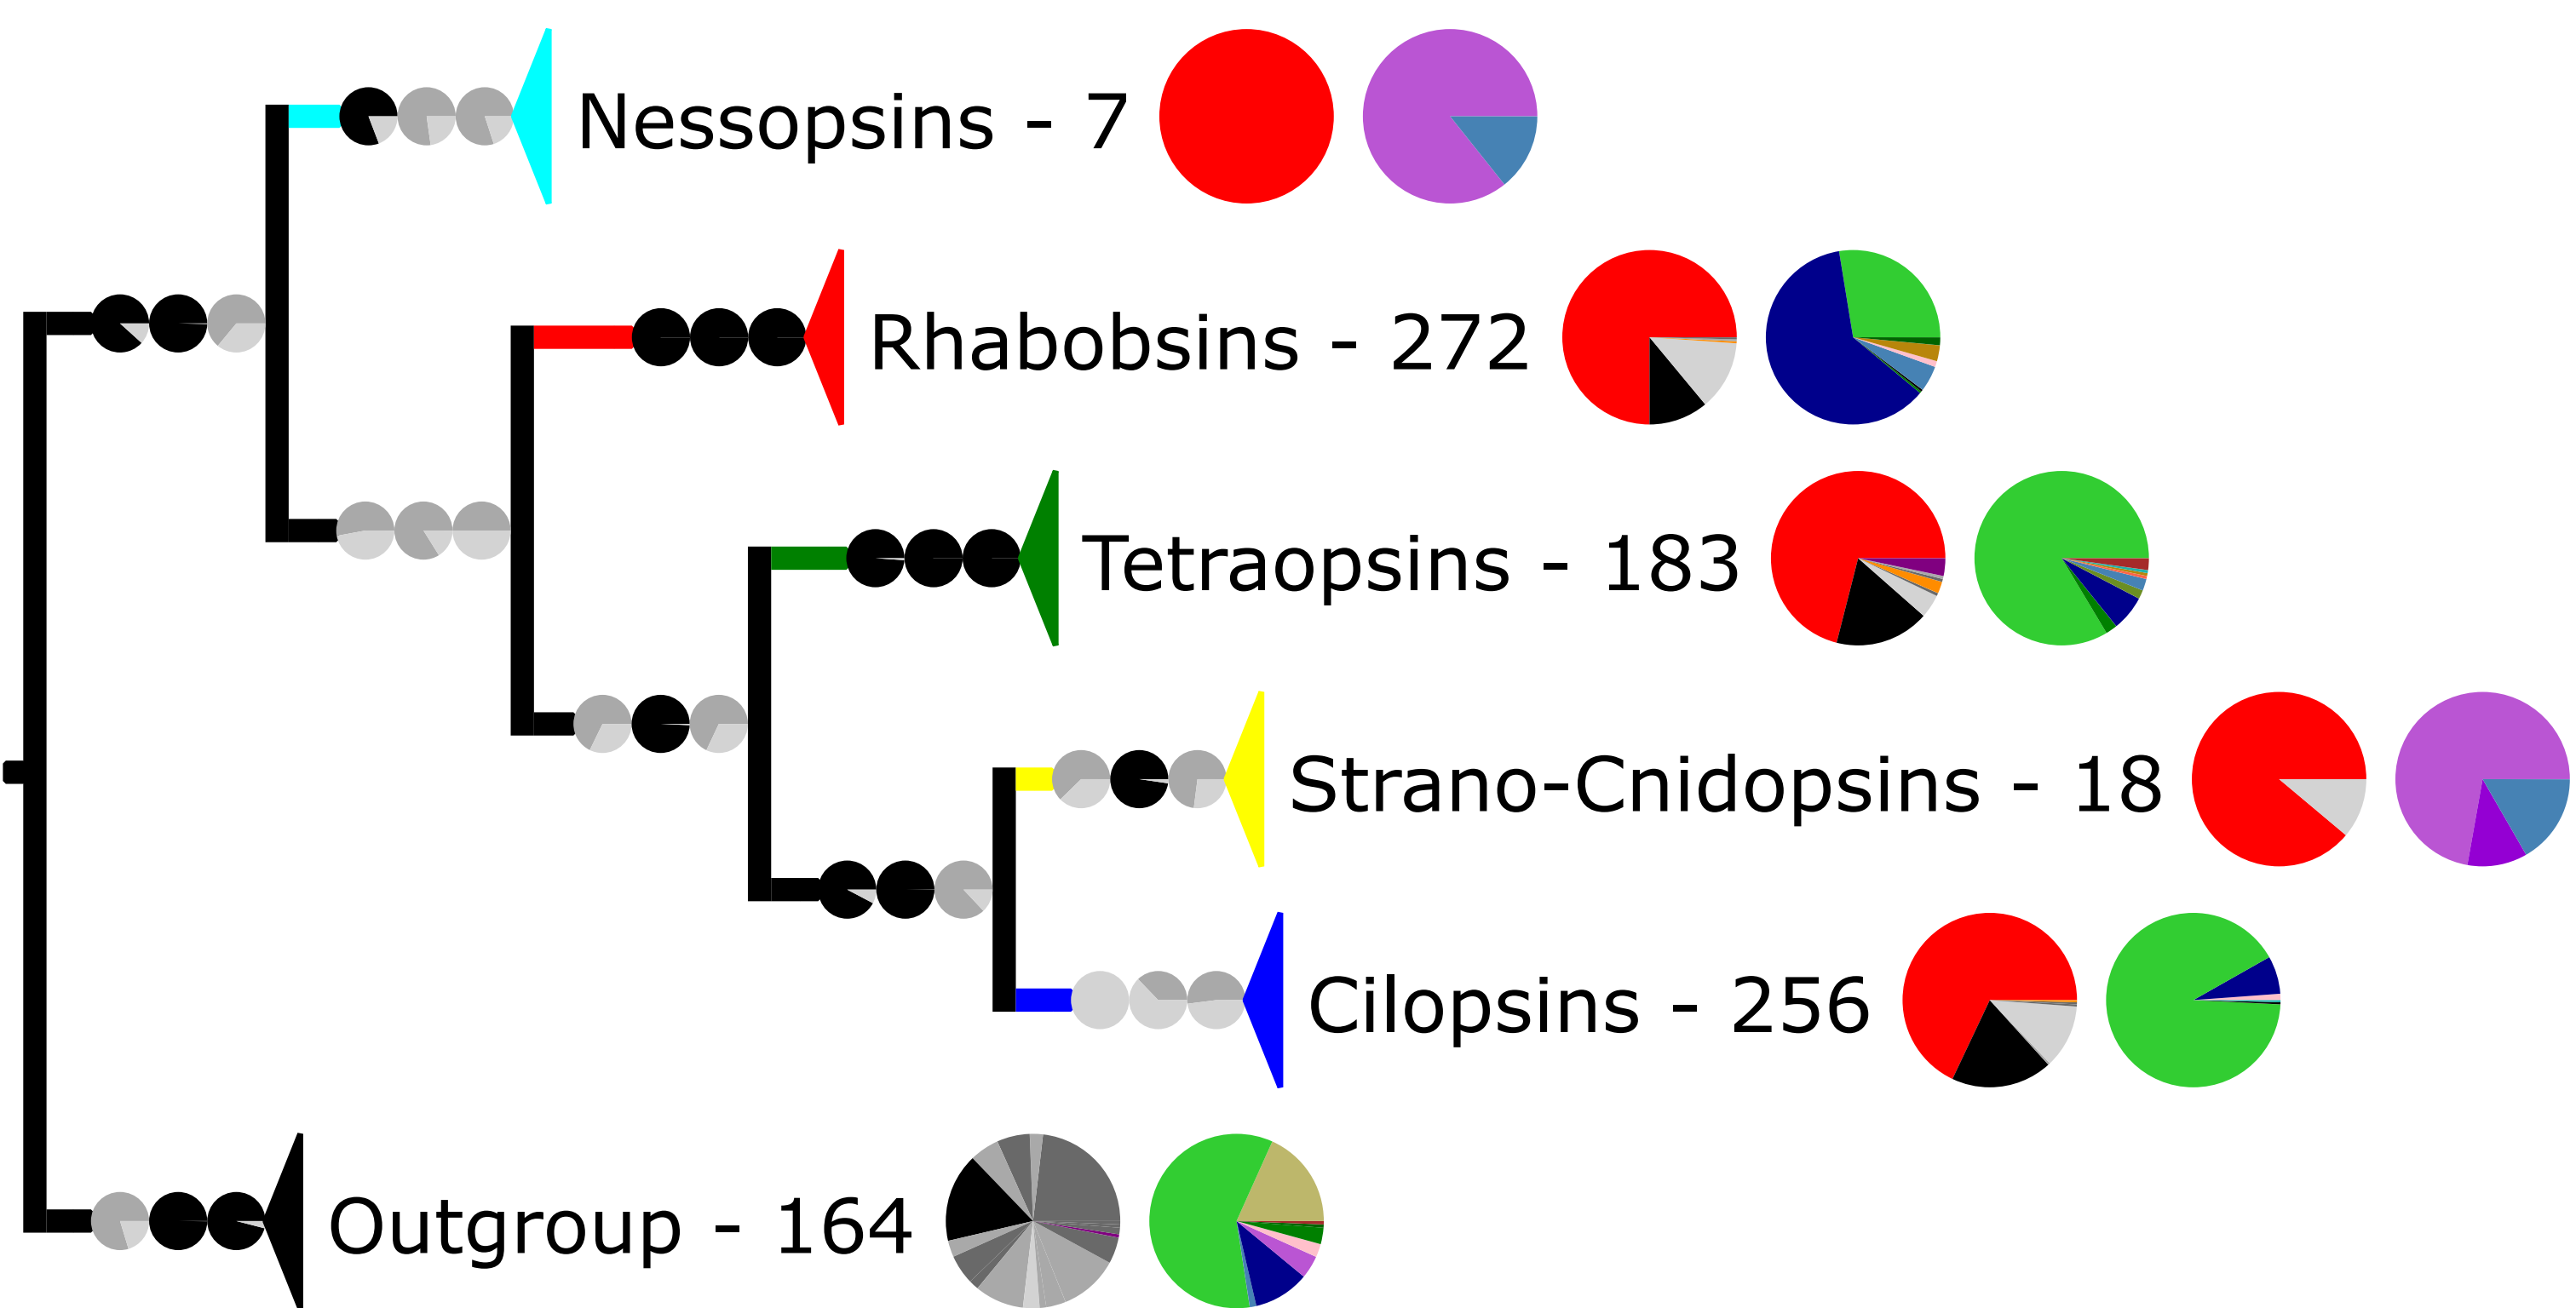 Nessopsins - 7
Rhabobsins - 272
Tetraopsins - 183
Strano-Cnidopsins - 18
Cilopsins - 256
Outgroup - 164